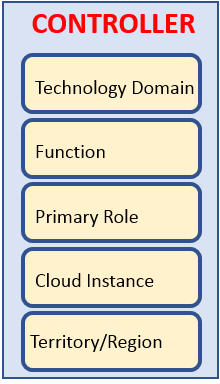 CONTROLLER
Technology Domain
Function
Primary Role
Cloud Instance
Territory/Region